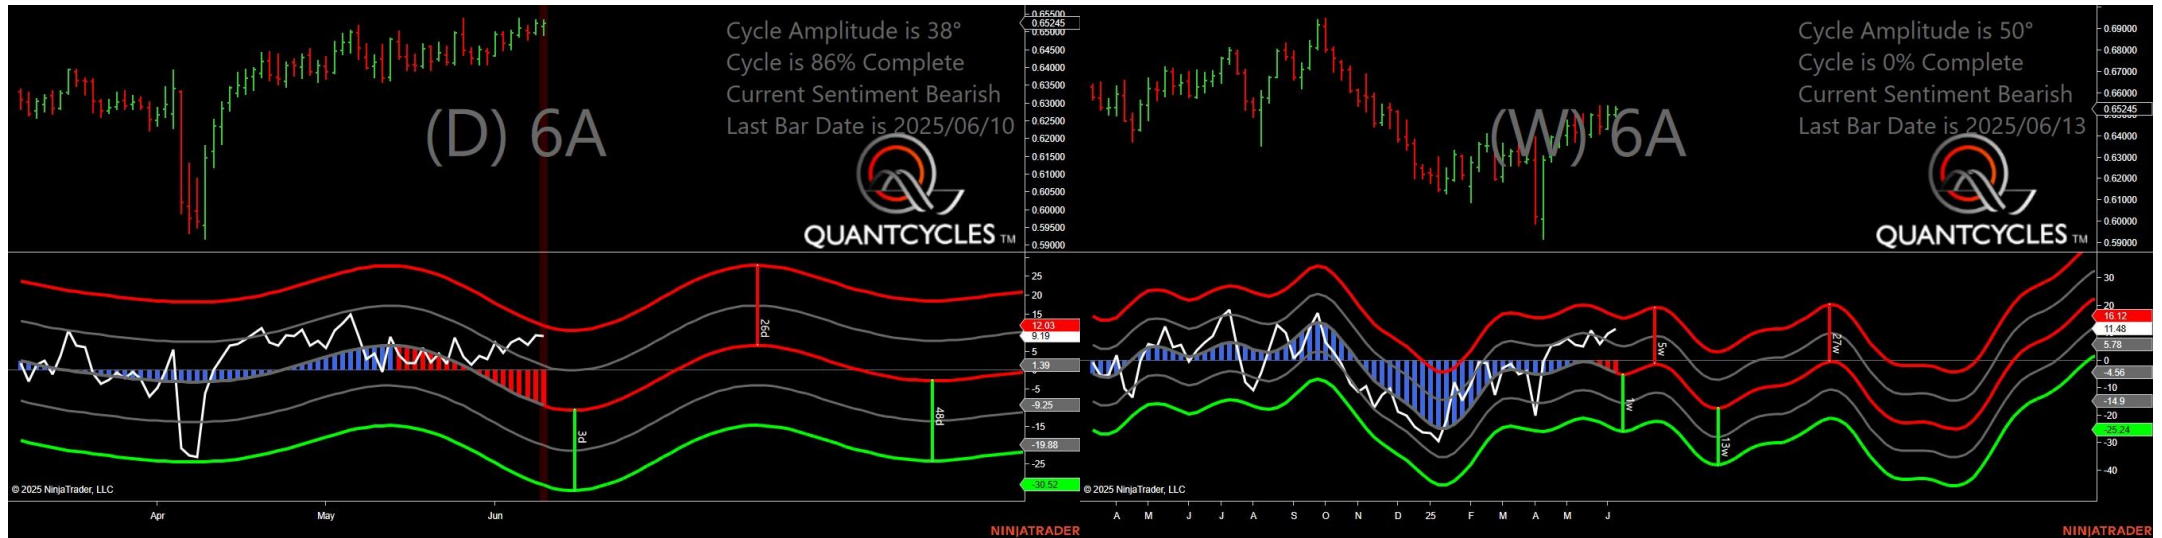 Cycle Amplitude is 38°
Cycle is 86% Complete
Current Sentiment Bearish
Last Bar Date is 2025/06/10
(D) 6A
QUANTCYCLES TM
0.65500
0.65245
0.65000
0.64500
0.64000
0.63500
0.63000
0.62500
0.62000
0.61500
0.61000
0.60500
0.60000
0.59500
0.59000
25
20
15
12.03
9.19
5
1.39
-5
-9.25
-15
-19.88
-25
-30.52
26d
3d
48d
© 2025 NinjaTrader, LLC
Apr May Jun
NINJATRADER
Cycle Amplitude is 50°
Cycle is 0% Complete
Current Sentiment Bearish
Last Bar Date is 2025/06/13
(W) 6A
QUANTCYCLES TM
0.69000
0.68000
0.67000
0.66000
0.65245
0.64000
0.63000
0.62000
0.61000
0.60000
0.59000
30
20
16.12
11.48
5.78
0
-4.56
-10
-14.9
-20
-25.24
-30
-40
5w
27w
1w
13w
© 2025 NinjaTrader, LLC
A M J J A S O N D 25 F M A M J
NINJATRADER